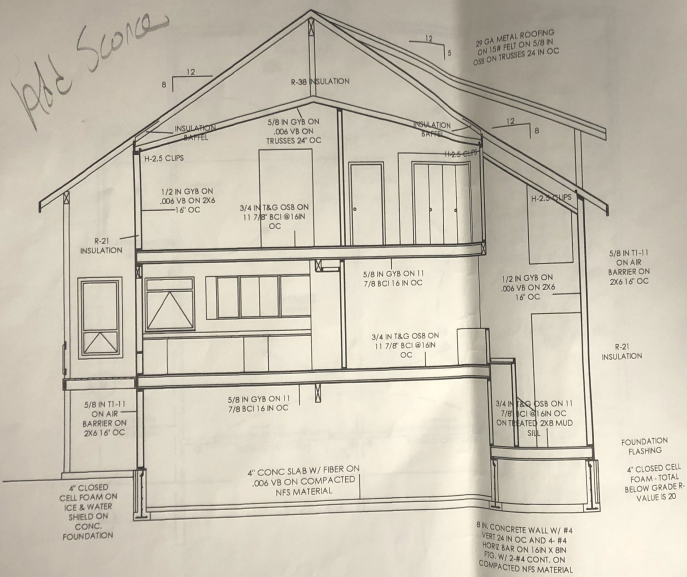 Add Sconce
12
8
12
5
29 GA METAL ROOFING
ON 15# FELT ON 5/8 IN
OSB ON TRUSSES 24 IN OC
R-38 INSULATION
INSULATION
BAFFEL
5/8 IN GYB ON
.006 VB ON
TRUSSES 24" OC
INSULATION
BAFFEL
12
8
H-2.5 CLIPS
H-2.5 CLIPS
H-2.5 CLIPS
1/2 IN GYB ON
.006 VB ON 2X6
16" OC
3/4 IN T&G OSB ON
11 7/8" BCI @16IN
OC
R-21
INSULATION
5/8 IN GYB ON 11
7/8 BCI 16 IN OC
1/2 IN GYB ON
.006 VB ON 2X6
16" OC
5/8 IN T1-11
ON AIR
BARRIER ON
2X6 16" OC
3/4 IN T&G OSB ON
11 7/8" BCI @16IN
OC
R-21
INSULATION
5/8 IN T1-11
ON AIR
BARRIER ON
2X6 16" OC
5/8 IN GYB ON 11
7/8 BCI 16 IN OC
3/4 IN T&G OSB ON 11
7/8" BCI @16IN OC
ON TREATED 2X8 MUD
SILL
FOUNDATION
FLASHING
4" CLOSED
CELL FOAM ON
ICE & WATER
SHIELD ON
CONC.
FOUNDATION
4" CONC SLAB W/ FIBER ON
.006 VB ON COMPACTED
NFS MATERIAL
4" CLOSED CELL
FOAM - TOTAL
BELOW GRADE R-
VALUE IS 20
8 IN. CONCRETE WALL W/ #4
VERT 24 IN OC AND 4- #4
HORIZ BAR ON 16IN X 8IN
FTG. W/ 2-#4 CONT. ON
COMPACTED NFS MATERIAL